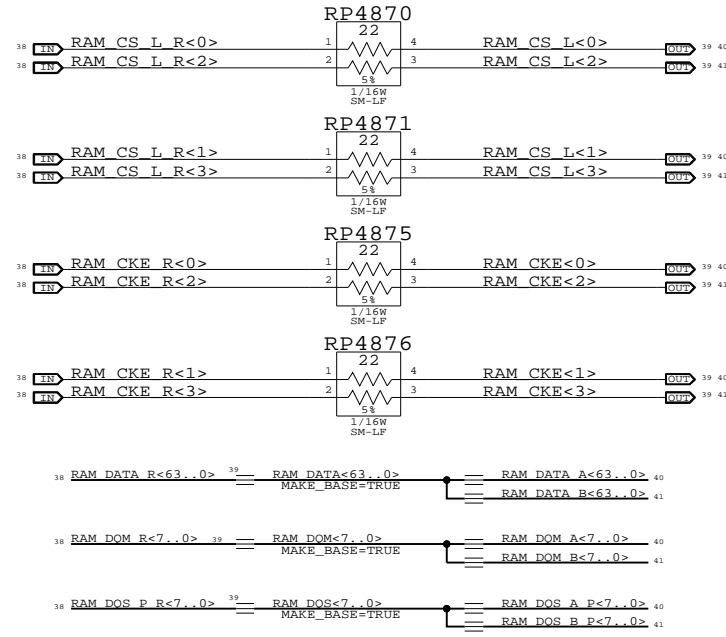 RP4870
22
38 IN RAM_CS_L_R<0> 1 4 RAM_CS_L<0> OUT 39 40
38 IN RAM_CS_L_R<2> 2 3 RAM_CS_L<2> OUT 39 41
5%
1/16W
SM-LF
RP4871
22
38 IN RAM_CS_L_R<1> 1 4 RAM_CS_L<1> OUT 39 40
38 IN RAM_CS_L_R<3> 2 3 RAM_CS_L<3> OUT 39 41
5%
1/16W
SM-LF
RP4875
22
38 IN RAM_CKE_R<0> 1 4 RAM_CKE<0> OUT 39 40
38 IN RAM_CKE_R<2> 2 3 RAM_CKE<2> OUT 39 41
5%
1/16W
SM-LF
RP4876
22
38 IN RAM_CKE_R<1> 1 4 RAM_CKE<1> OUT 39 40
38 IN RAM_CKE_R<3> 2 3 RAM_CKE<3> OUT 39 41
5%
1/16W
SM-LF
38 RAM_DATA_R<63..0> 39 RAM_DATA<63..0> RAM_DATA_A<63..0> 40
MAKE_BASE=TRUE RAM_DATA_B<63..0> 41
38 RAM_DQM_R<7..0> 39 RAM_DQM<7..0> RAM_DQM_A<7..0> 40
MAKE_BASE=TRUE RAM_DQM_B<7..0> 41
38 RAM_DQS_P_R<7..0> 39 RAM_DQS<7..0> RAM_DQS_A_P<7..0> 40
MAKE_BASE=TRUE RAM_DQS_B_P<7..0> 41